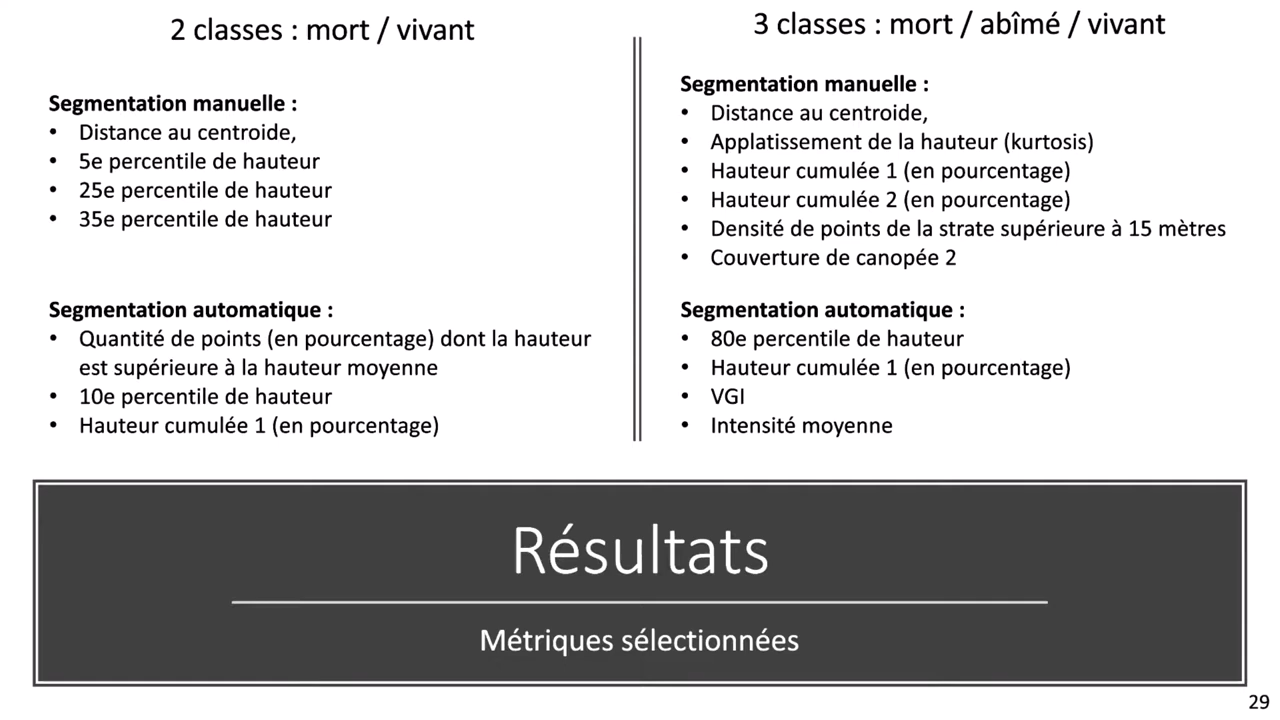 2 classes : mort / vivant
Segmentation manuelle :
• Distance au centroide,
• 5e percentile de hauteur
• 25e percentile de hauteur
• 35e percentile de hauteur
Segmentation automatique :
• Quantité de points (en pourcentage) dont la hauteur
est supérieure à la hauteur moyenne
• 10e percentile de hauteur
• Hauteur cumulée 1 (en pourcentage)
3 classes : mort / abîmé / vivant
Segmentation manuelle :
• Distance au centroide,
• Applatissement de la hauteur (kurtosis)
• Hauteur cumulée 1 (en pourcentage)
• Hauteur cumulée 2 (en pourcentage)
• Densité de points de la strate supérieure à 15 mètres
• Couverture de canopée 2
Segmentation automatique :
• 80e percentile de hauteur
• Hauteur cumulée 1 (en pourcentage)
• VGI
• Intensité moyenne
Résultats
Métriques sélectionnées
29